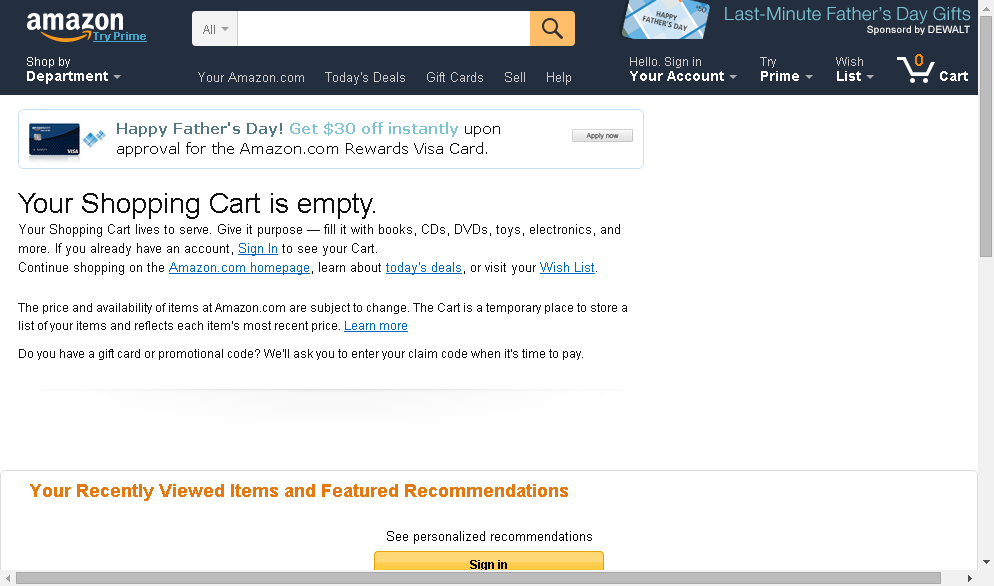 amazon
Try Prime
All
HAPPY FATHER'S DAY $50
Last-Minute Father's Day Gifts
Sponsord by DEWALT
Shop by
Department
Your Amazon.com Today's Deals Gift Cards Sell Help
Hello. Sign in
Your Account
Try
Prime
Wish
List
0
Cart
VISA
Happy Father's Day! Get $30 off instantly upon
approval for the Amazon.com Rewards Visa Card.
Apply now
Your Shopping Cart is empty.
Your Shopping Cart lives to serve. Give it purpose — fill it with books, CDs, DVDs, toys, electronics, and
more. If you already have an account, Sign In to see your Cart.
Continue shopping on the Amazon.com homepage, learn about today's deals, or visit your Wish List.
The price and availability of items at Amazon.com are subject to change. The Cart is a temporary place to store a
list of your items and reflects each item's most recent price. Learn more
Do you have a gift card or promotional code? We'll ask you to enter your claim code when it's time to pay.
Your Recently Viewed Items and Featured Recommendations
See personalized recommendations
Sign in